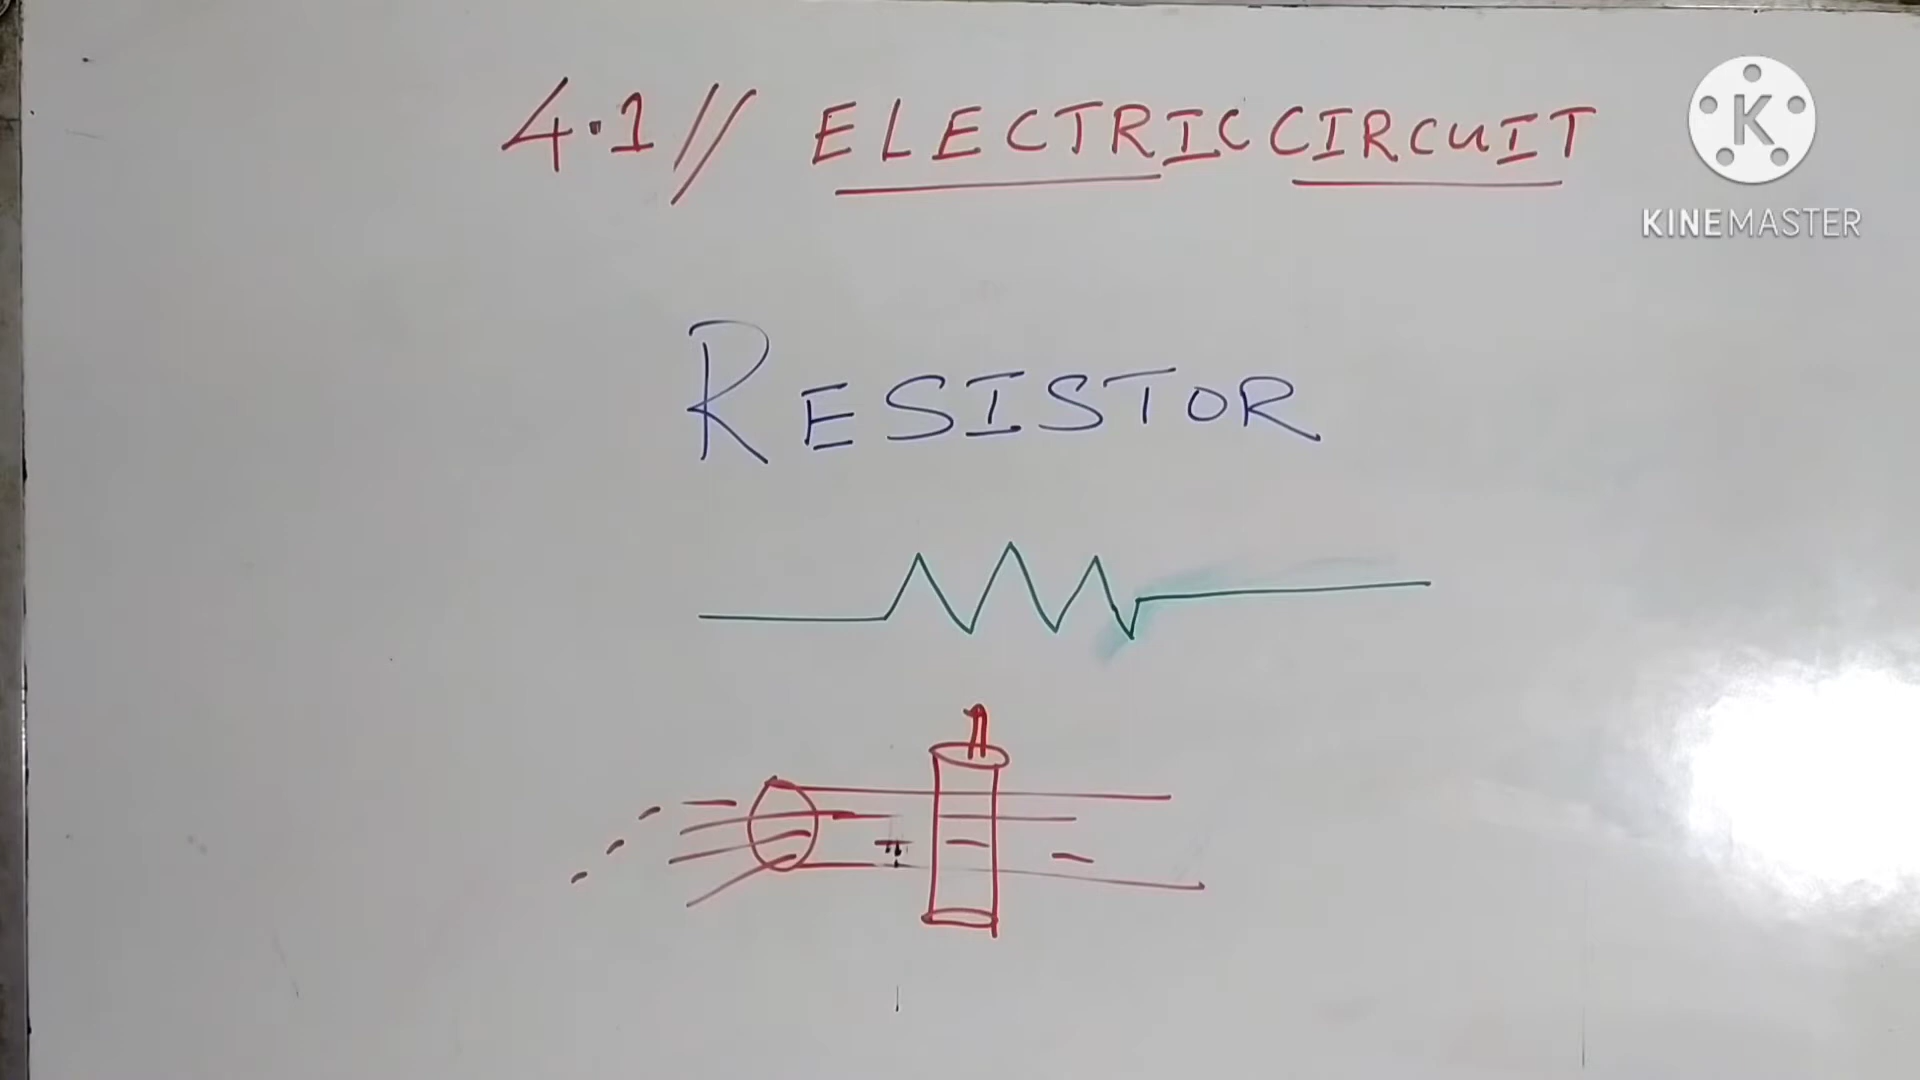 4.1// ELECTRIC CIRCUIT
K
KINEMASTER
RESISTOR